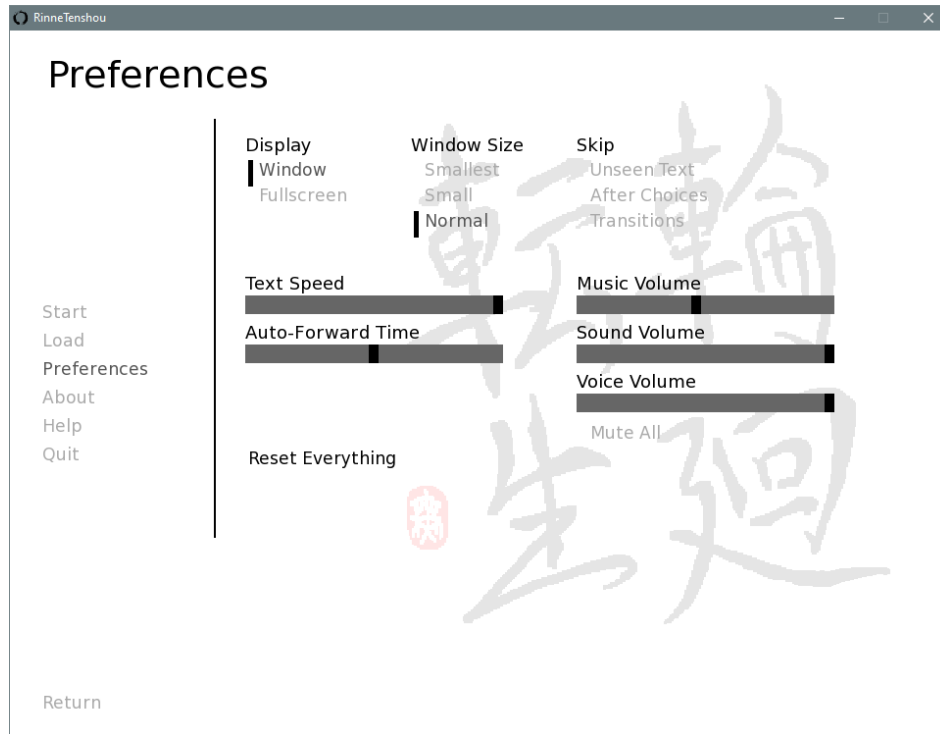 RinneTenshou
Preferences
Display
Window
Fullscreen
Window Size
Smallest
Small
Normal
Skip
Unseen Text
After Choices
Transitions
Text Speed
Auto-Forward Time
Music Volume
Sound Volume
Voice Volume
Mute All
Reset Everything
Start
Load
Preferences
About
Help
Quit
Return
輪廻
転生